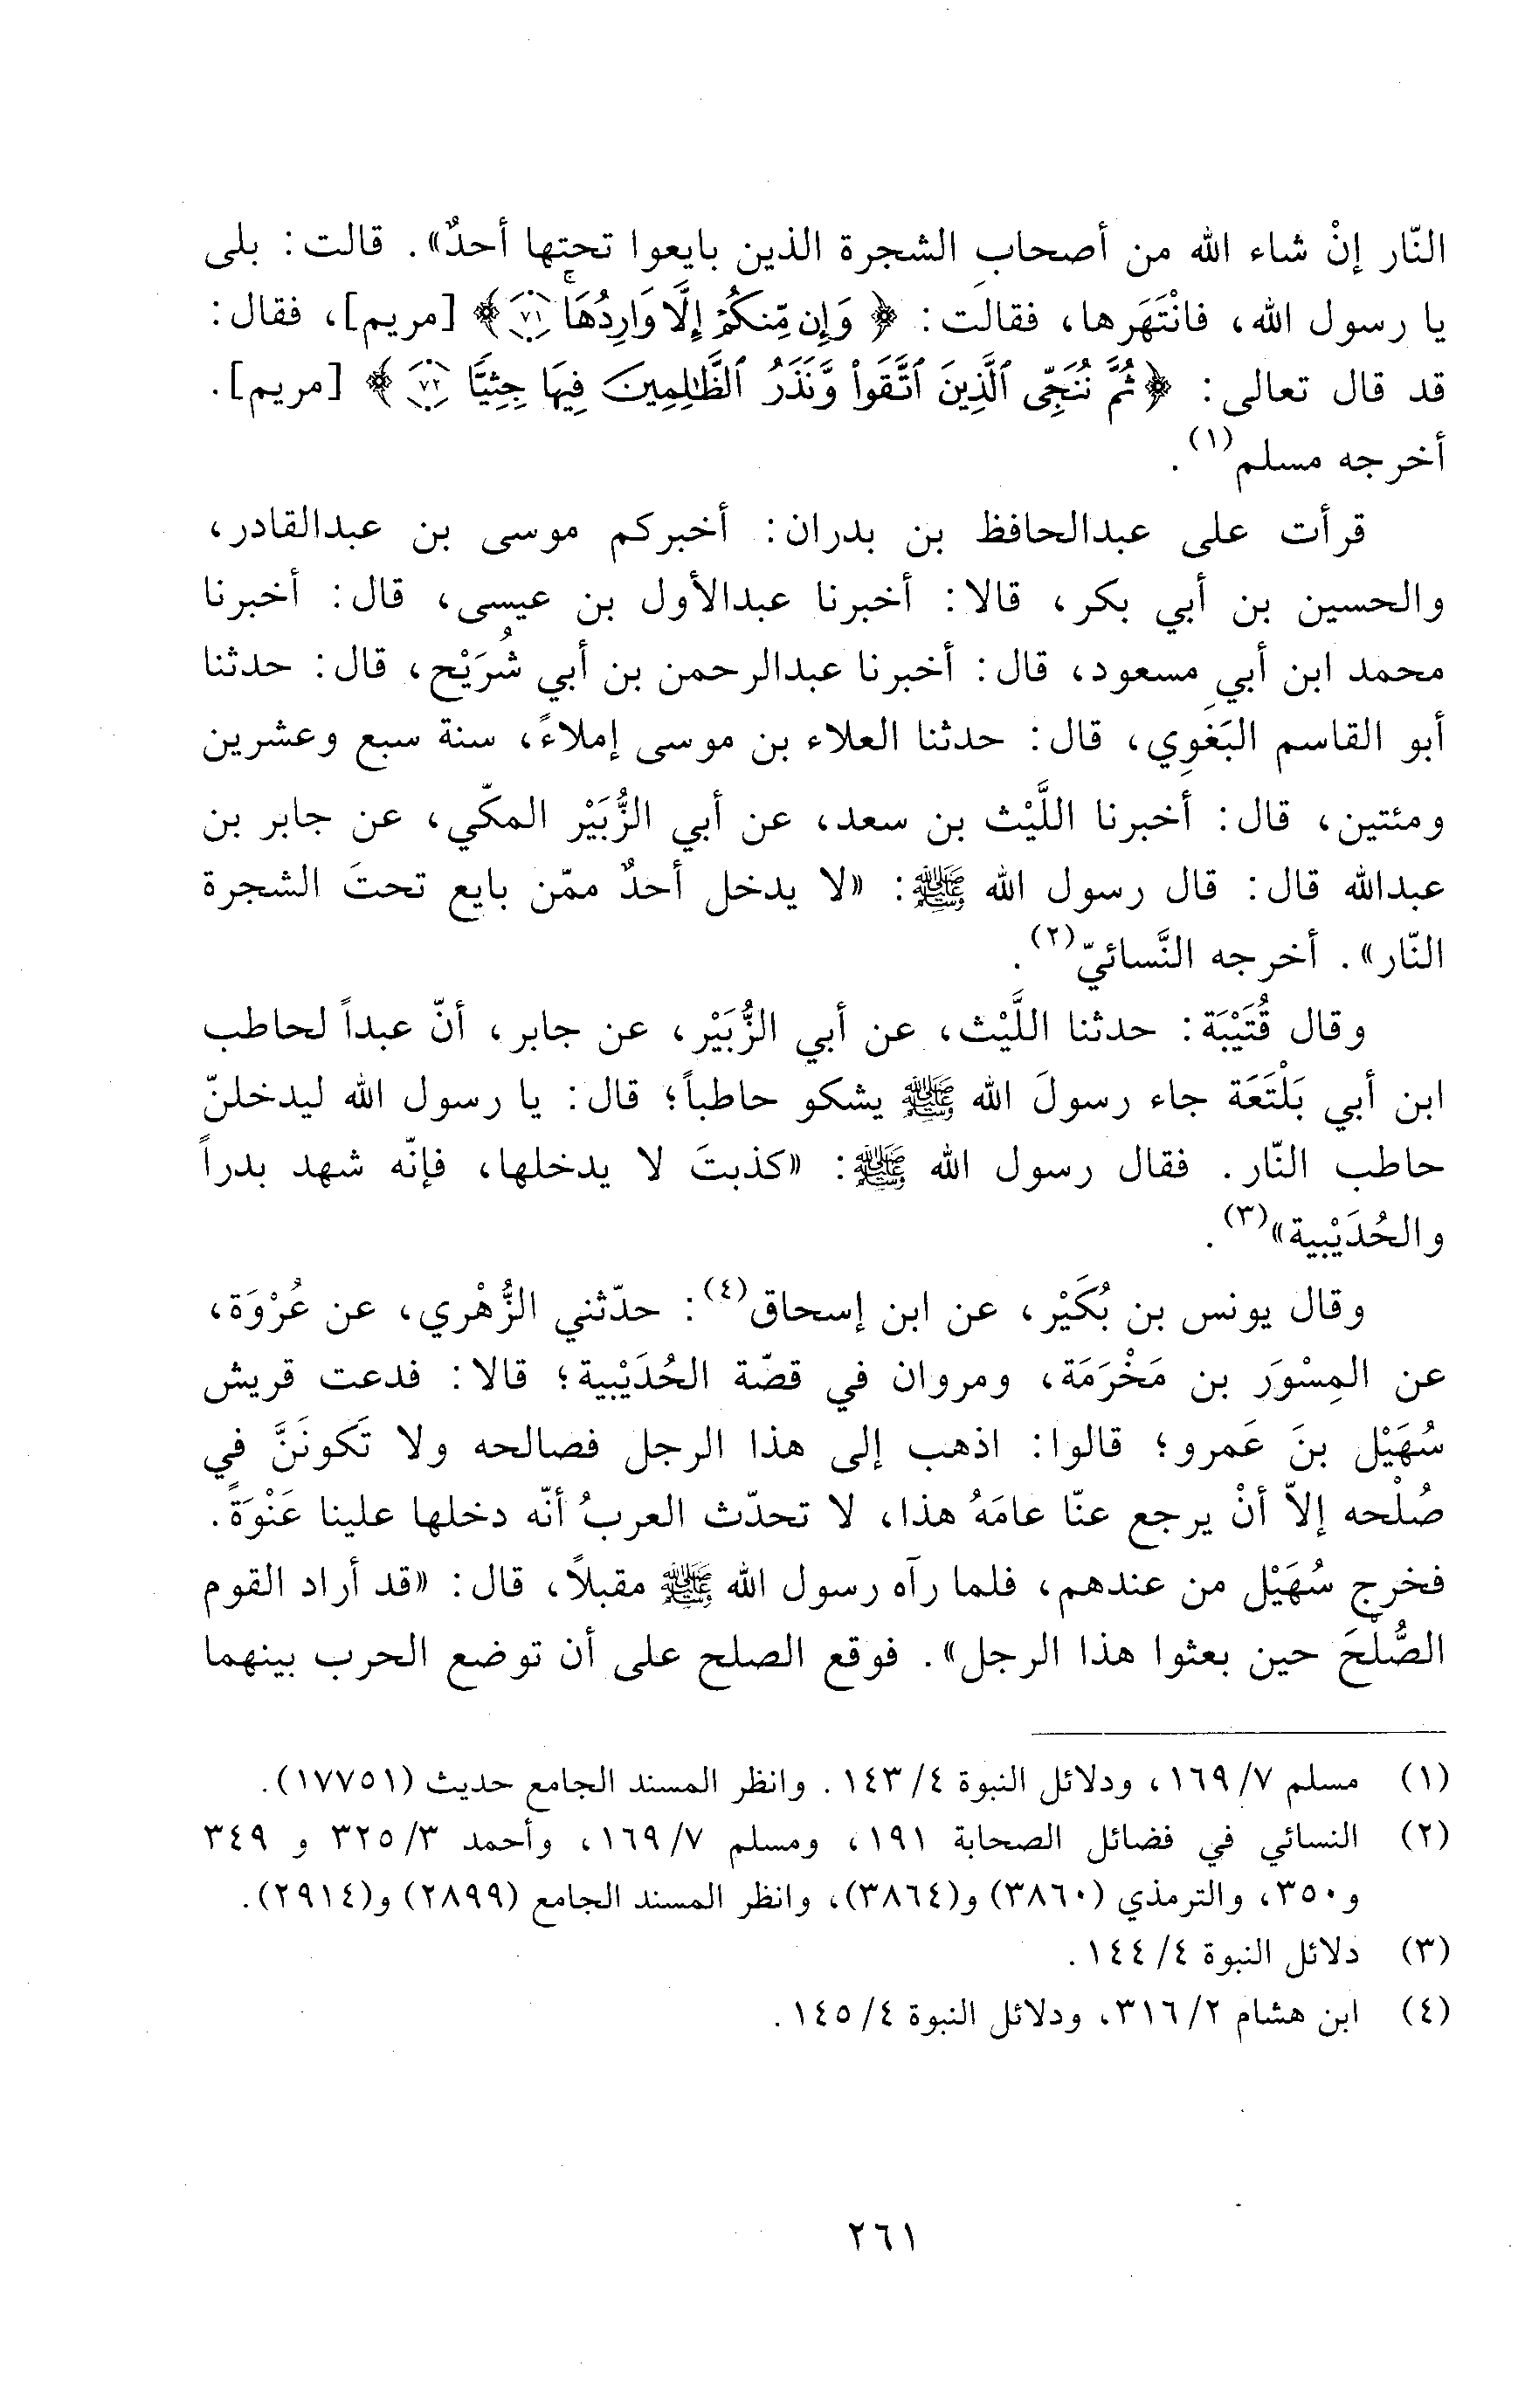 النّار إنْ شاء الله من أصحابِ الشجرة الذين بايعوا تحتها أحدٌ». قالت: بلى
يا رسول الله، فانْتَهَرها، فقالت: ﴿وَإِن مِّنكُمْ إِلَّا وَارِدُهَا ۚ ٧١﴾ [مريم]، فقال:
قد قال تعالى: ﴿ثُمَّ نُنَجِّى ٱلَّذِينَ ٱتَّقَوا۟ وَّنَذَرُ ٱلظَّـٰلِمِينَ فِيهَا جِثِيًّا ٧٢﴾ [مريم].
أخرجه مسلم(١).
قرأت على عبدالحافظ بن بدران: أخبركم موسى بن عبدالقادر،
والحسين بن أبي بكر، قالا: أخبرنا عبدالأول بن عيسى، قال: أخبرنا
محمد ابن أبي مسعود، قال: أخبرنا عبدالرحمن بن أبي شُرَيْح، قال: حدثنا
أبو القاسم البَغَوِي، قال: حدثنا العلاء بن موسى إملاءً، سنة سبع وعشرين
ومئتين، قال: أخبرنا اللَّيْث بن سعد، عن أبي الزُّبَيْر المكّي، عن جابر بن
عبدالله قال: قال رسول الله ﷺ: «لا يدخل أحدٌ ممّن بايع تحتَ الشجرة
النّار». أخرجه النَّسائيّ(٢).
وقال قُتَيْبَة: حدثنا اللَّيْث، عن أبي الزُّبَيْر، عن جابر، أنّ عبداً لحاطب
ابن أبي بَلْتَعَة جاء رسولَ الله ﷺ يشكو حاطباً؛ قال: يا رسول الله ليدخلنّ
حاطب النّار. فقال رسول الله ﷺ: «كذبتَ لا يدخلها، فإنّه شهد بدراً
والحُدَيْبية»(٣).
وقال يونس بن بُكَيْر، عن ابن إسحاق(٤): حدّثني الزُّهْري، عن عُرْوَة،
عن المِسْوَر بن مَخْرَمَة، ومروان في قصّة الحُدَيْبية؛ قالا: فدعت قريش
سُهَيْل بنَ عَمرو؛ قالوا: اذهب إلى هذا الرجل فصالحه ولا تَكونَنَّ في
صُلْحه إلاّ أنْ يرجع عنّا عامَهُ هذا، لا تحدّث العربُ أنّه دخلها علينا عَنْوَةً.
فخرج سُهَيْل من عندهم، فلما رآه رسول الله ﷺ مقبلاً، قال: «قد أراد القوم
الصُّلْحَ حين بعثوا هذا الرجل». فوقع الصلح على أن توضع الحرب بينهما
(١) مسلم ١٦٩/٧، ودلائل النبوة ١٤٣/٤. وانظر المسند الجامع حديث (١٧٧٥١).
(٢) النسائي في فضائل الصحابة ١٩١، ومسلم ١٦٩/٧، وأحمد ٣٢٥/٣ و ٣٤٩
و٣٥٠، والترمذي (٣٨٦٠) و(٣٨٦٤)، وانظر المسند الجامع (٢٨٩٩) و(٢٩١٤).
(٣) دلائل النبوة ١٤٤/٤.
(٤) ابن هشام ٣١٦/٢، ودلائل النبوة ١٤٥/٤.
٢٦١